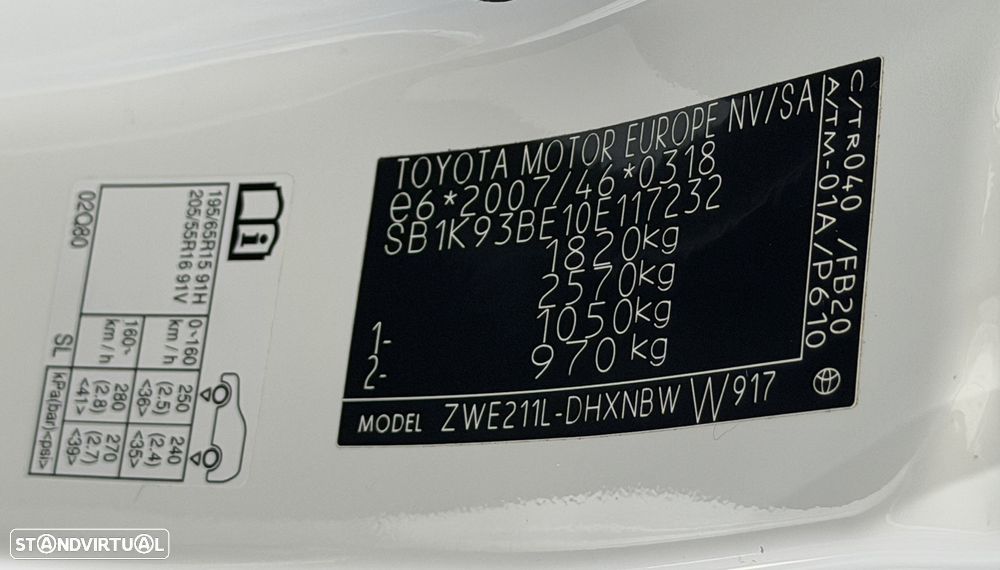 TOYOTA MOTOR EUROPE NV/SA
e6*2007/46*0318
SB1K93BE10E117232
1820kg
2570kg
1- 1050kg
2- 970kg
MODEL ZWE211L-DHXNBW W917
C/TR040 /FB20
A/TM-01A/P610
195/65R15 91H
205/55R16 91V
0~160 km/h
250 (2.5) <36>
240 (2.4) <35>
160~ km/h
280 (2.8) <41>
270 (2.7) <39>
SL
kPa(bar)<psi>
02Q80
STANDVIRTUAL